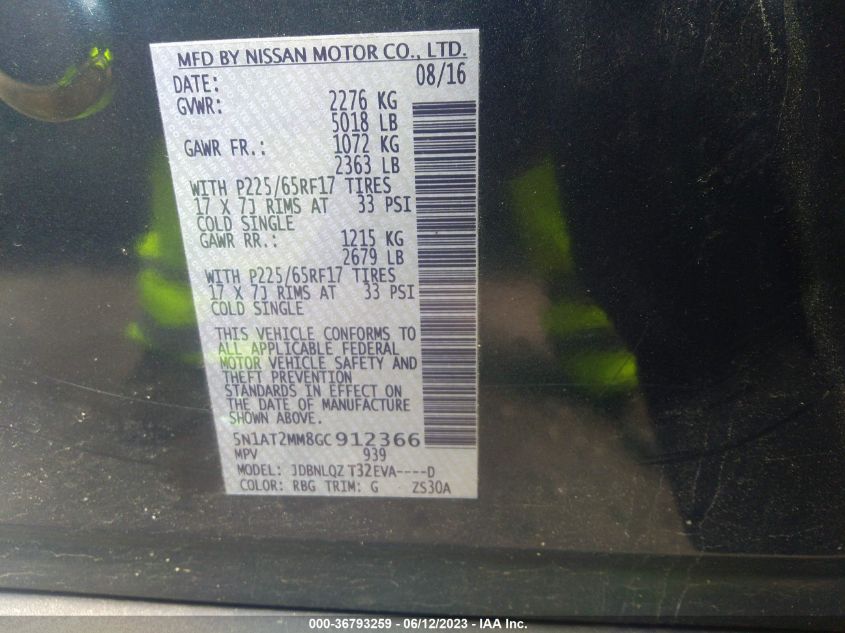 MFD BY NISSAN MOTOR CO., LTD.
DATE: 08/16
GVWR: 2276 KG
5018 LB
GAWR FR.: 1072 KG
2363 LB
WITH P225/65RF17 TIRES
17 X 7J RIMS AT 33 PSI
COLD SINGLE
GAWR RR.: 1215 KG
2679 LB
WITH P225/65RF17 TIRES
17 X 7J RIMS AT 33 PSI
COLD SINGLE
THIS VEHICLE CONFORMS TO
ALL APPLICABLE FEDERAL
MOTOR VEHICLE SAFETY AND
THEFT PREVENTION
STANDARDS IN EFFECT ON
THE DATE OF MANUFACTURE
SHOWN ABOVE.
5N1AT2MM8GC912366
MPV 939
MODEL: JDBNLQZ T32EVA----D
COLOR: RBG TRIM: G ZS30A
000-36793259 - 06/12/2023 - IAA Inc.